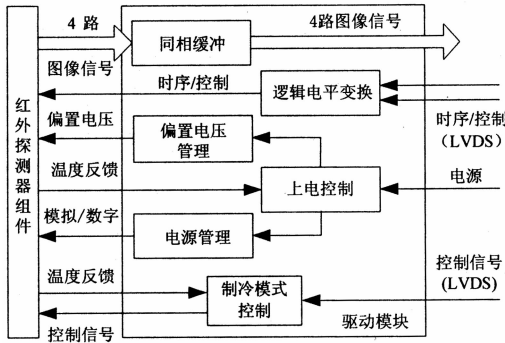 4 路
同相缓冲
4路图像信号
图像信号
时序/控制
逻辑电平变换
红外探测器组件
偏置电压
偏置电压
管理
时序/控制
（LVDS）
温度反馈
上电控制
电源
模拟/数字
电源管理
温度反馈
制冷模式
控制
控制信号
(LVDS)
控制信号
驱动模块